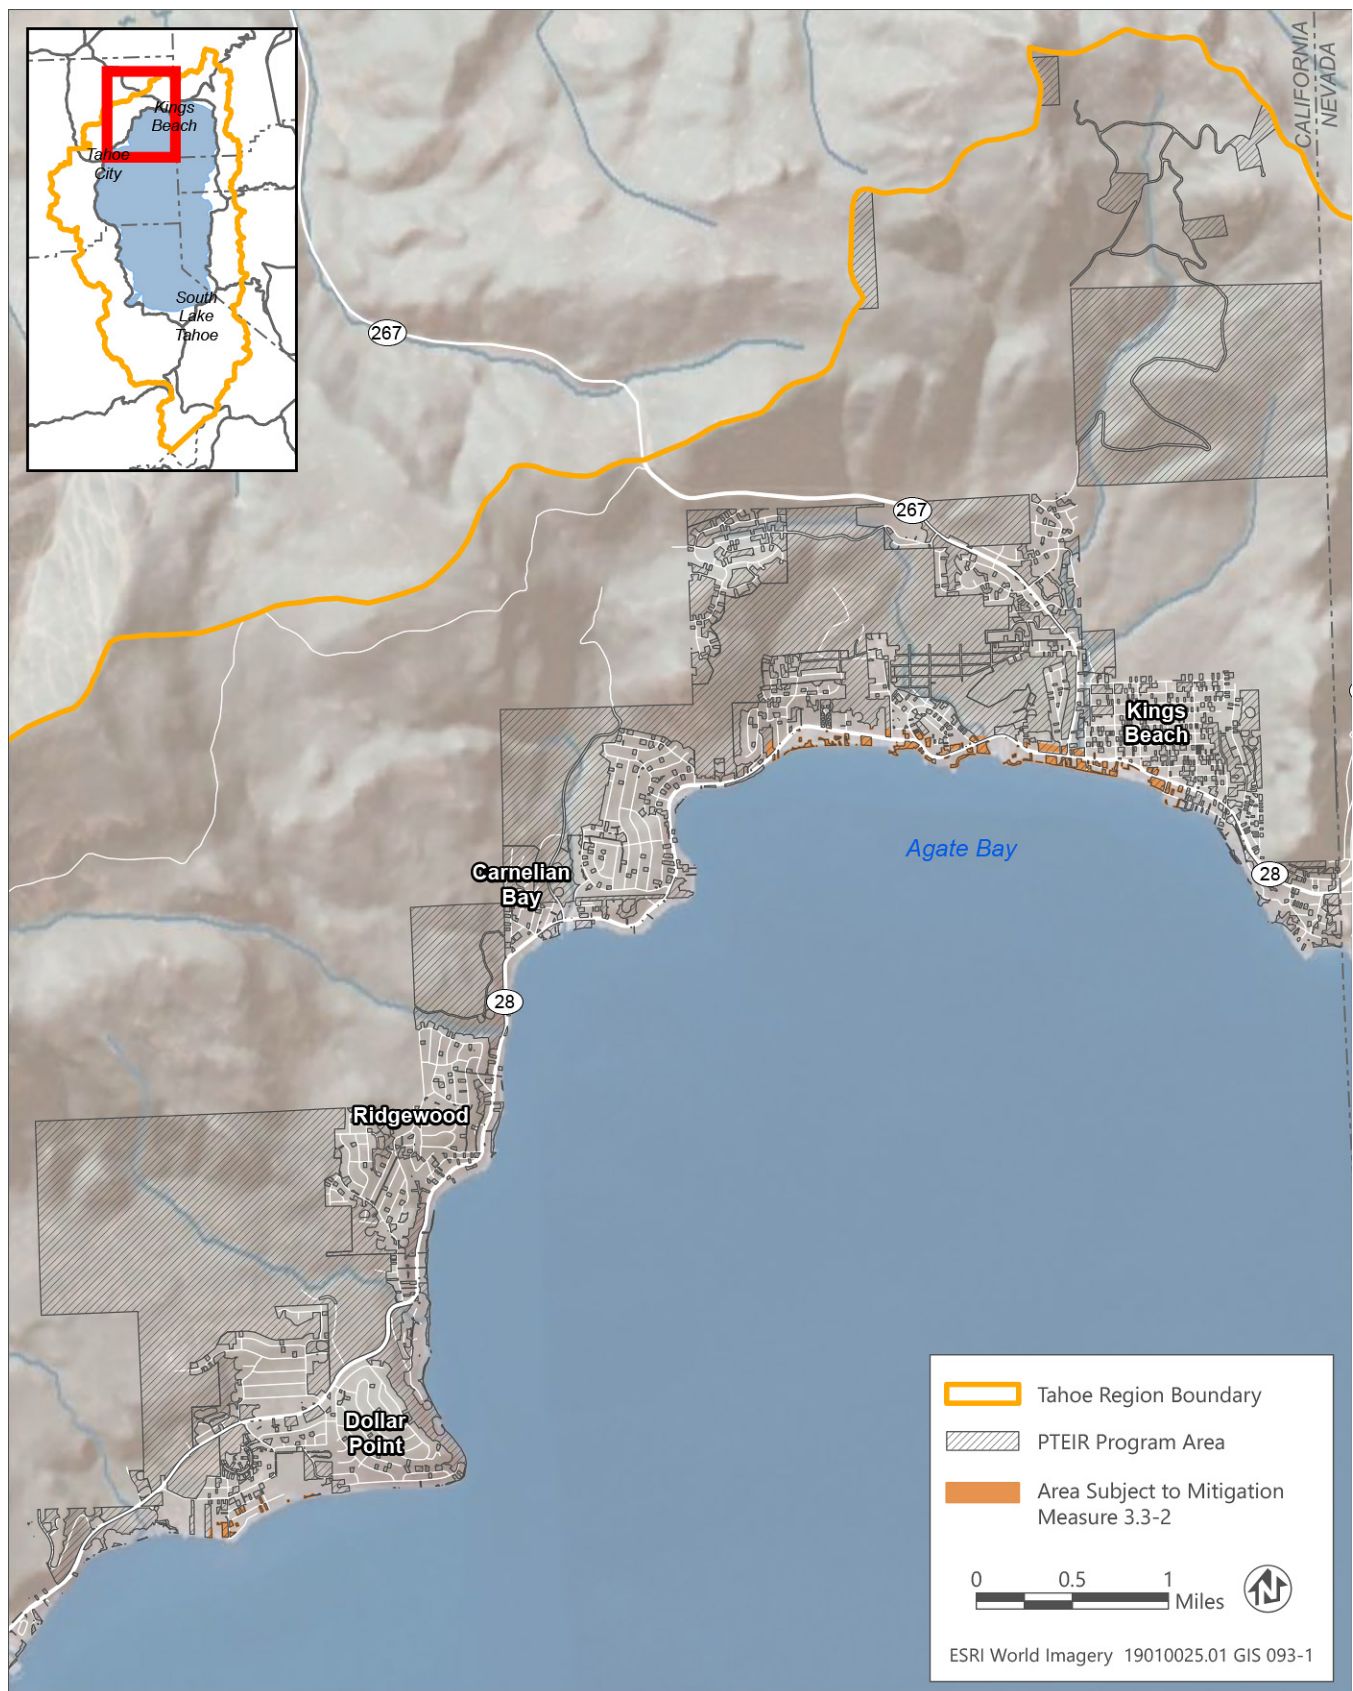 Kings
Beach
Tahoe
City
South
Lake
Tahoe
CALIFORNIA
NEVADA
267
267
Kings
Beach
Agate Bay
28
Carnelian
Bay
28
Ridgewood
Dollar
Point
Tahoe Region Boundary
PTEIR Program Area
Area Subject to Mitigation
Measure 3.3-2
0 0.5 1
Miles
N
ESRI World Imagery 19010025.01 GIS 093-1